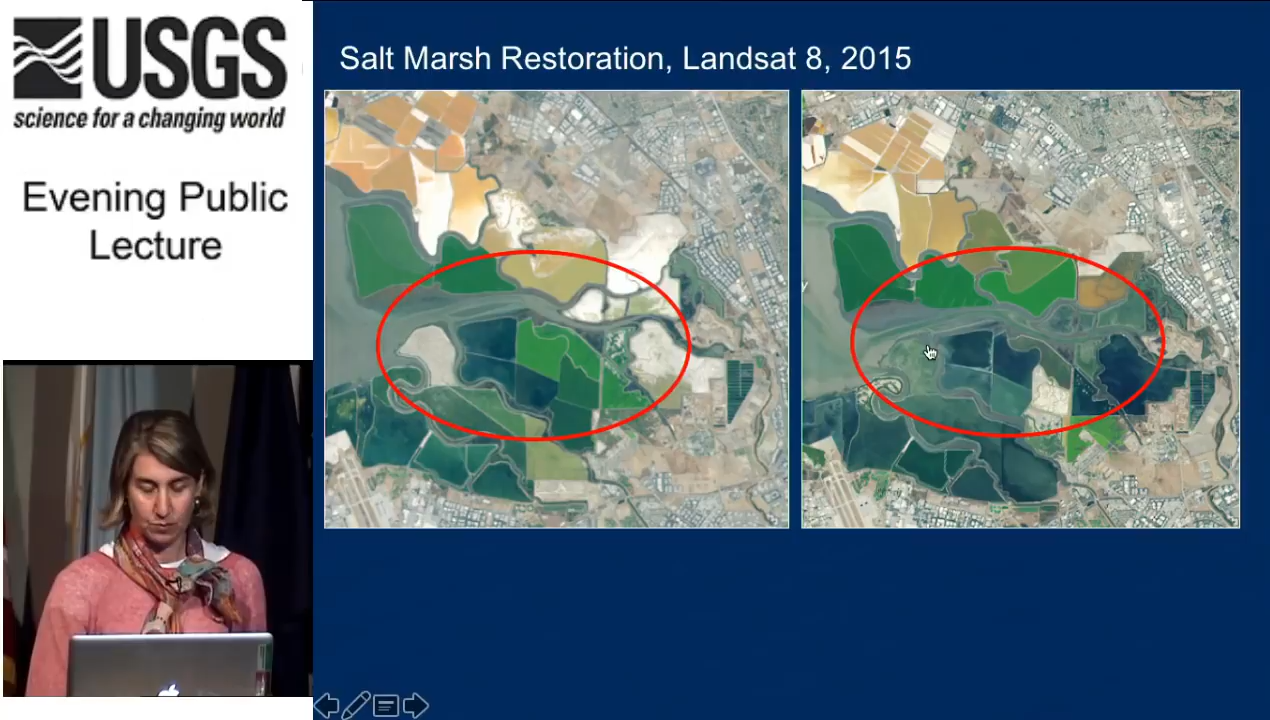 USGS
science for a changing world
Evening Public
Lecture
Salt Marsh Restoration, Landsat 8, 2015